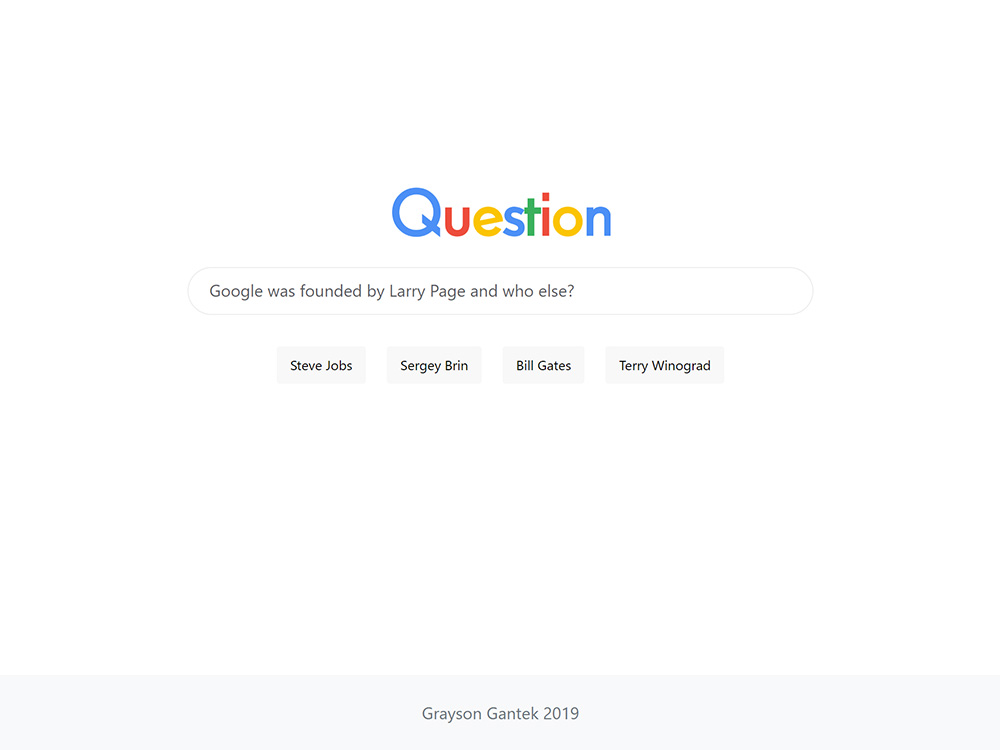 Question
Google was founded by Larry Page and who else?
Steve Jobs Sergey Brin Bill Gates Terry Winograd
Grayson Gantek 2019